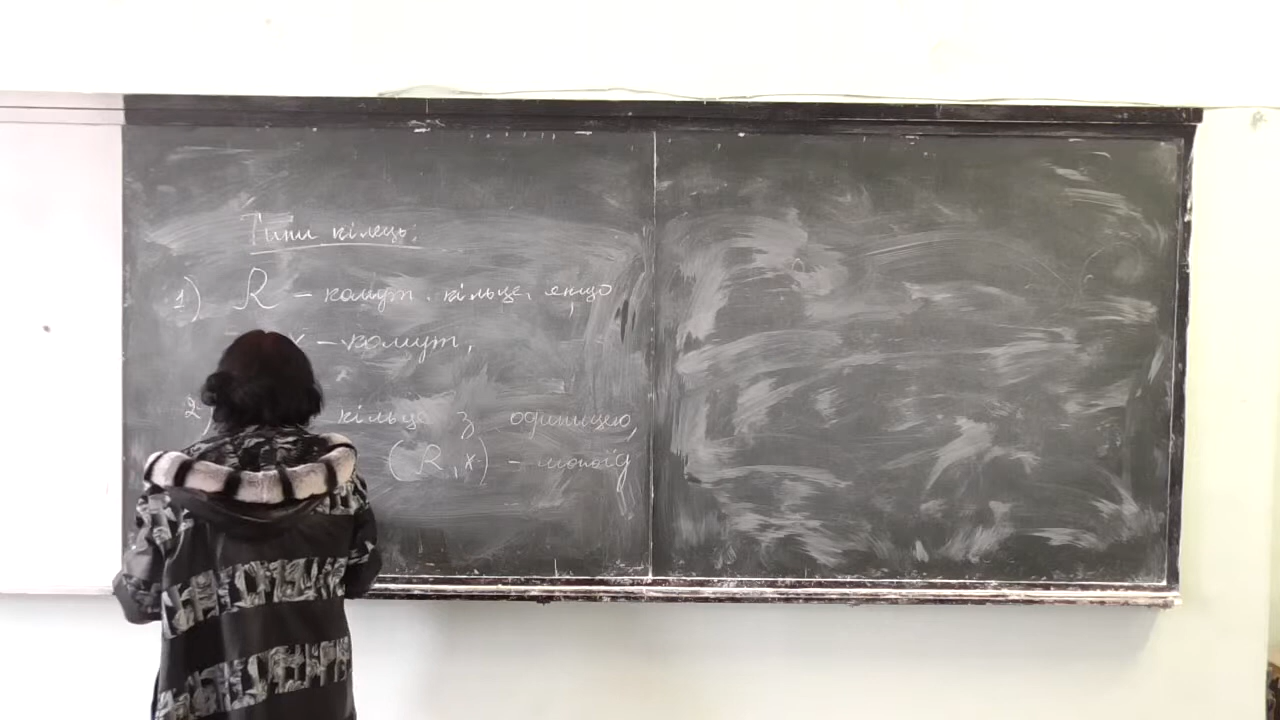 Типи кілець:
1) R – комут. кільце, якщо
× – комут,
2) кільце з одиницею,
(R, ×) – моноїд